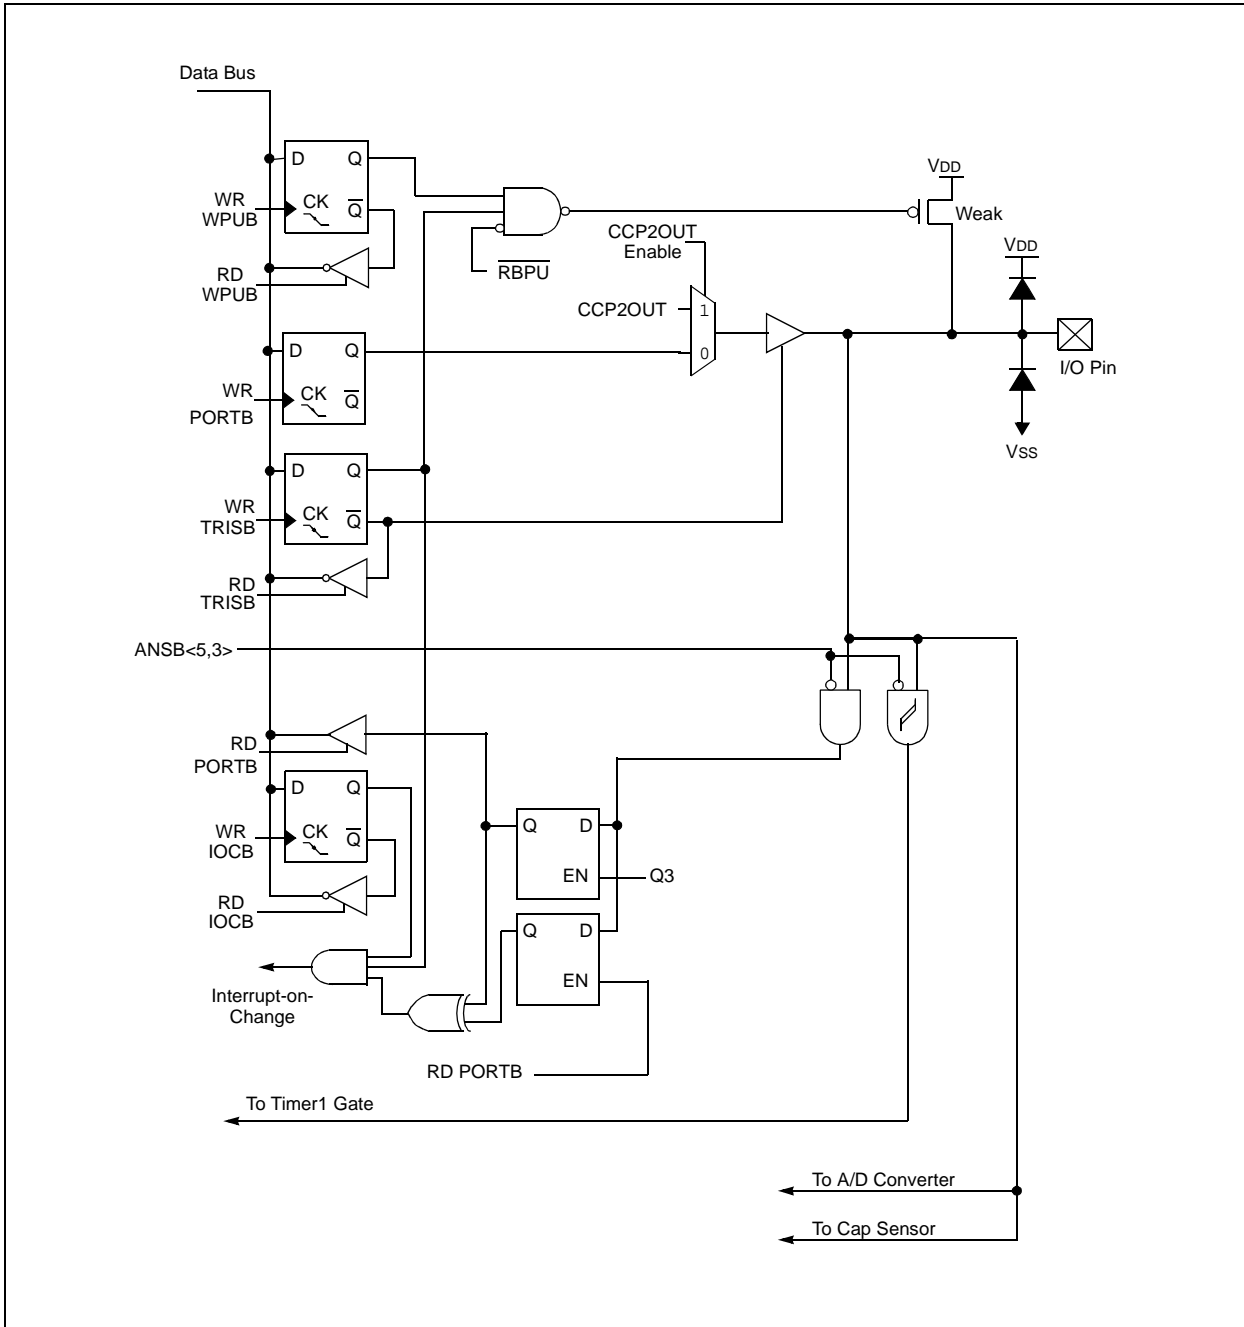 Data Bus
D Q
WR
WPUB
CK
Q̅
RD
WPUB
R̅B̅P̅U̅
CCP2OUT
Enable
CCP2OUT
1
0
VDD
Weak
VDD
I/O Pin
VSS
D Q
WR
PORTB
CK
Q̅
D Q
WR
TRISB
CK
Q̅
RD
TRISB
ANSB<5,3>
RD
PORTB
D Q
WR
IOCB
CK
Q̅
RD
IOCB
Q D
EN
Q3
Q D
EN
Interrupt-on-
Change
RD PORTB
To Timer1 Gate
To A/D Converter
To Cap Sensor